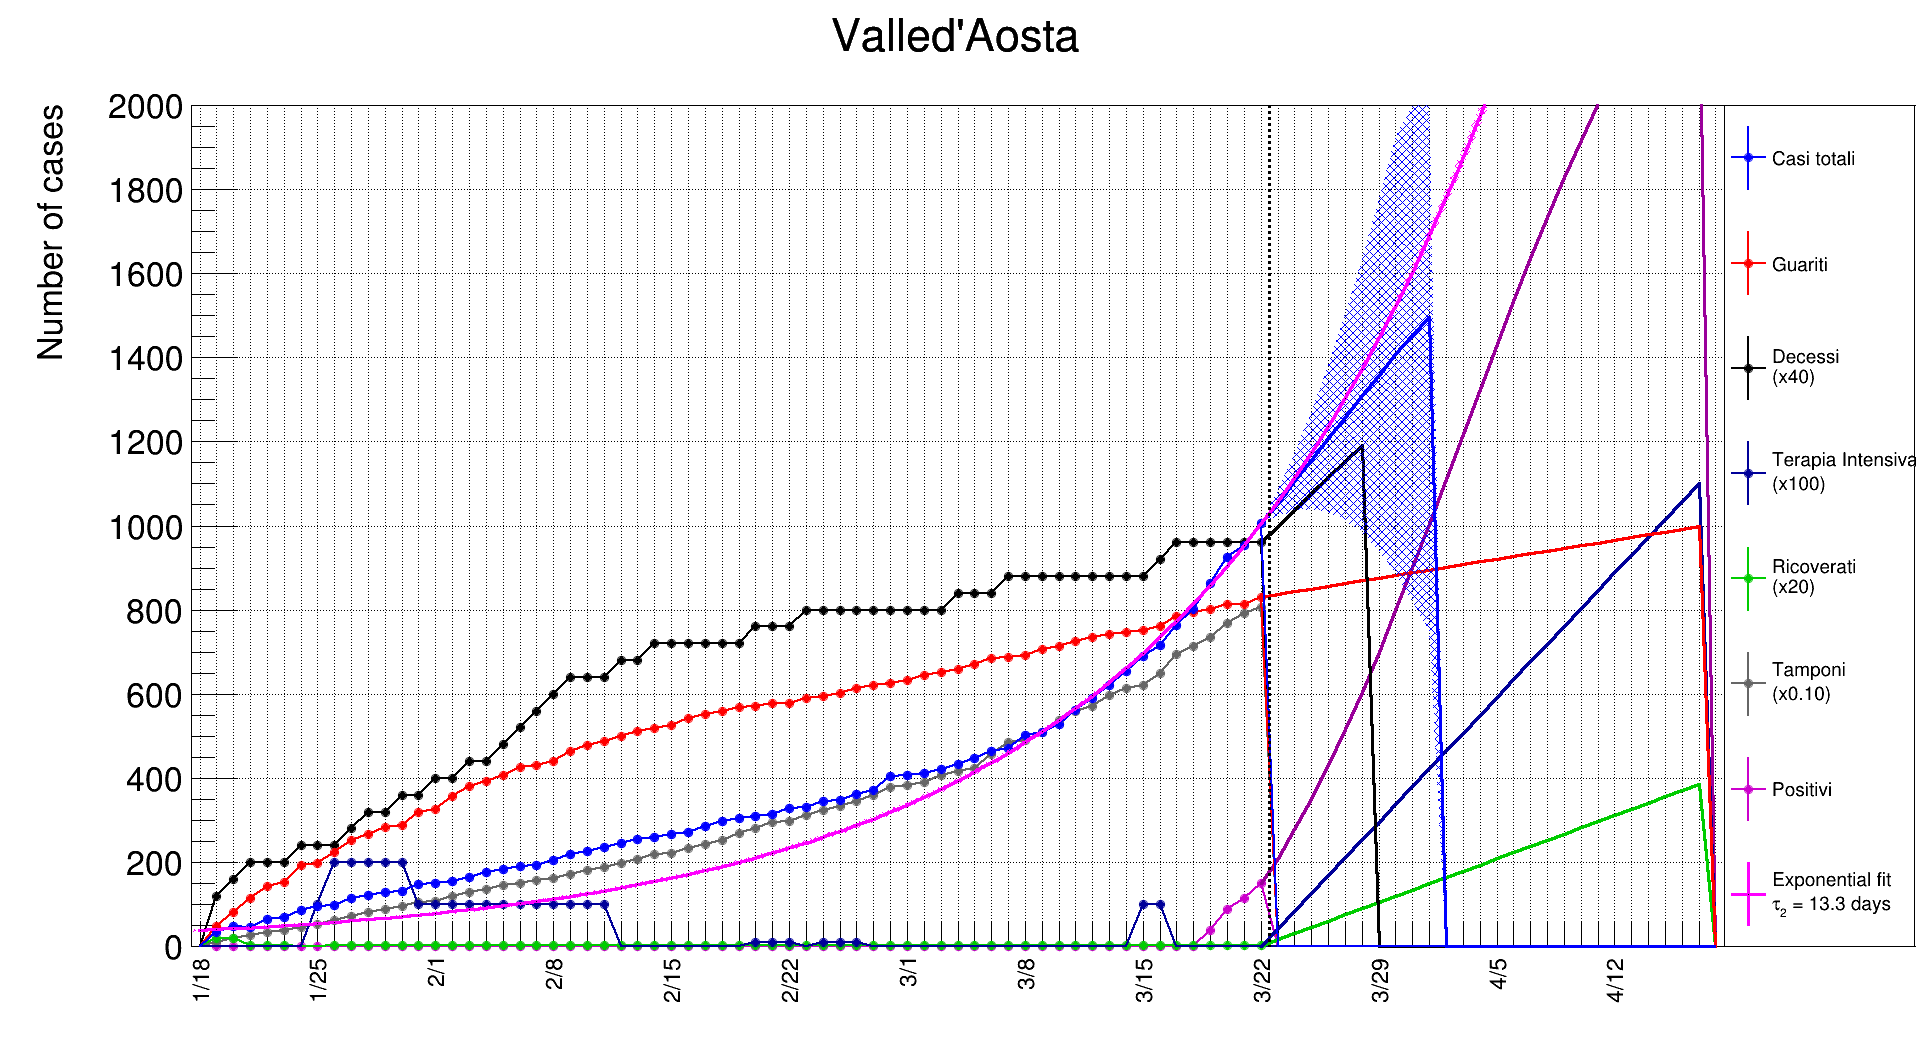 Valled'Aosta
Number of cases
2000
1800
1600
1400
1200
1000
800
600
400
200
0
1/18
1/25
2/1
2/8
2/15
2/22
3/1
3/8
3/15
3/22
3/29
4/5
4/12
Casi totali
Guariti
Decessi
(x40)
Terapia Intensiva
(x100)
Ricoverati
(x20)
Tamponi
(x0.10)
Positivi
Exponential fit
τ2 = 13.3 days